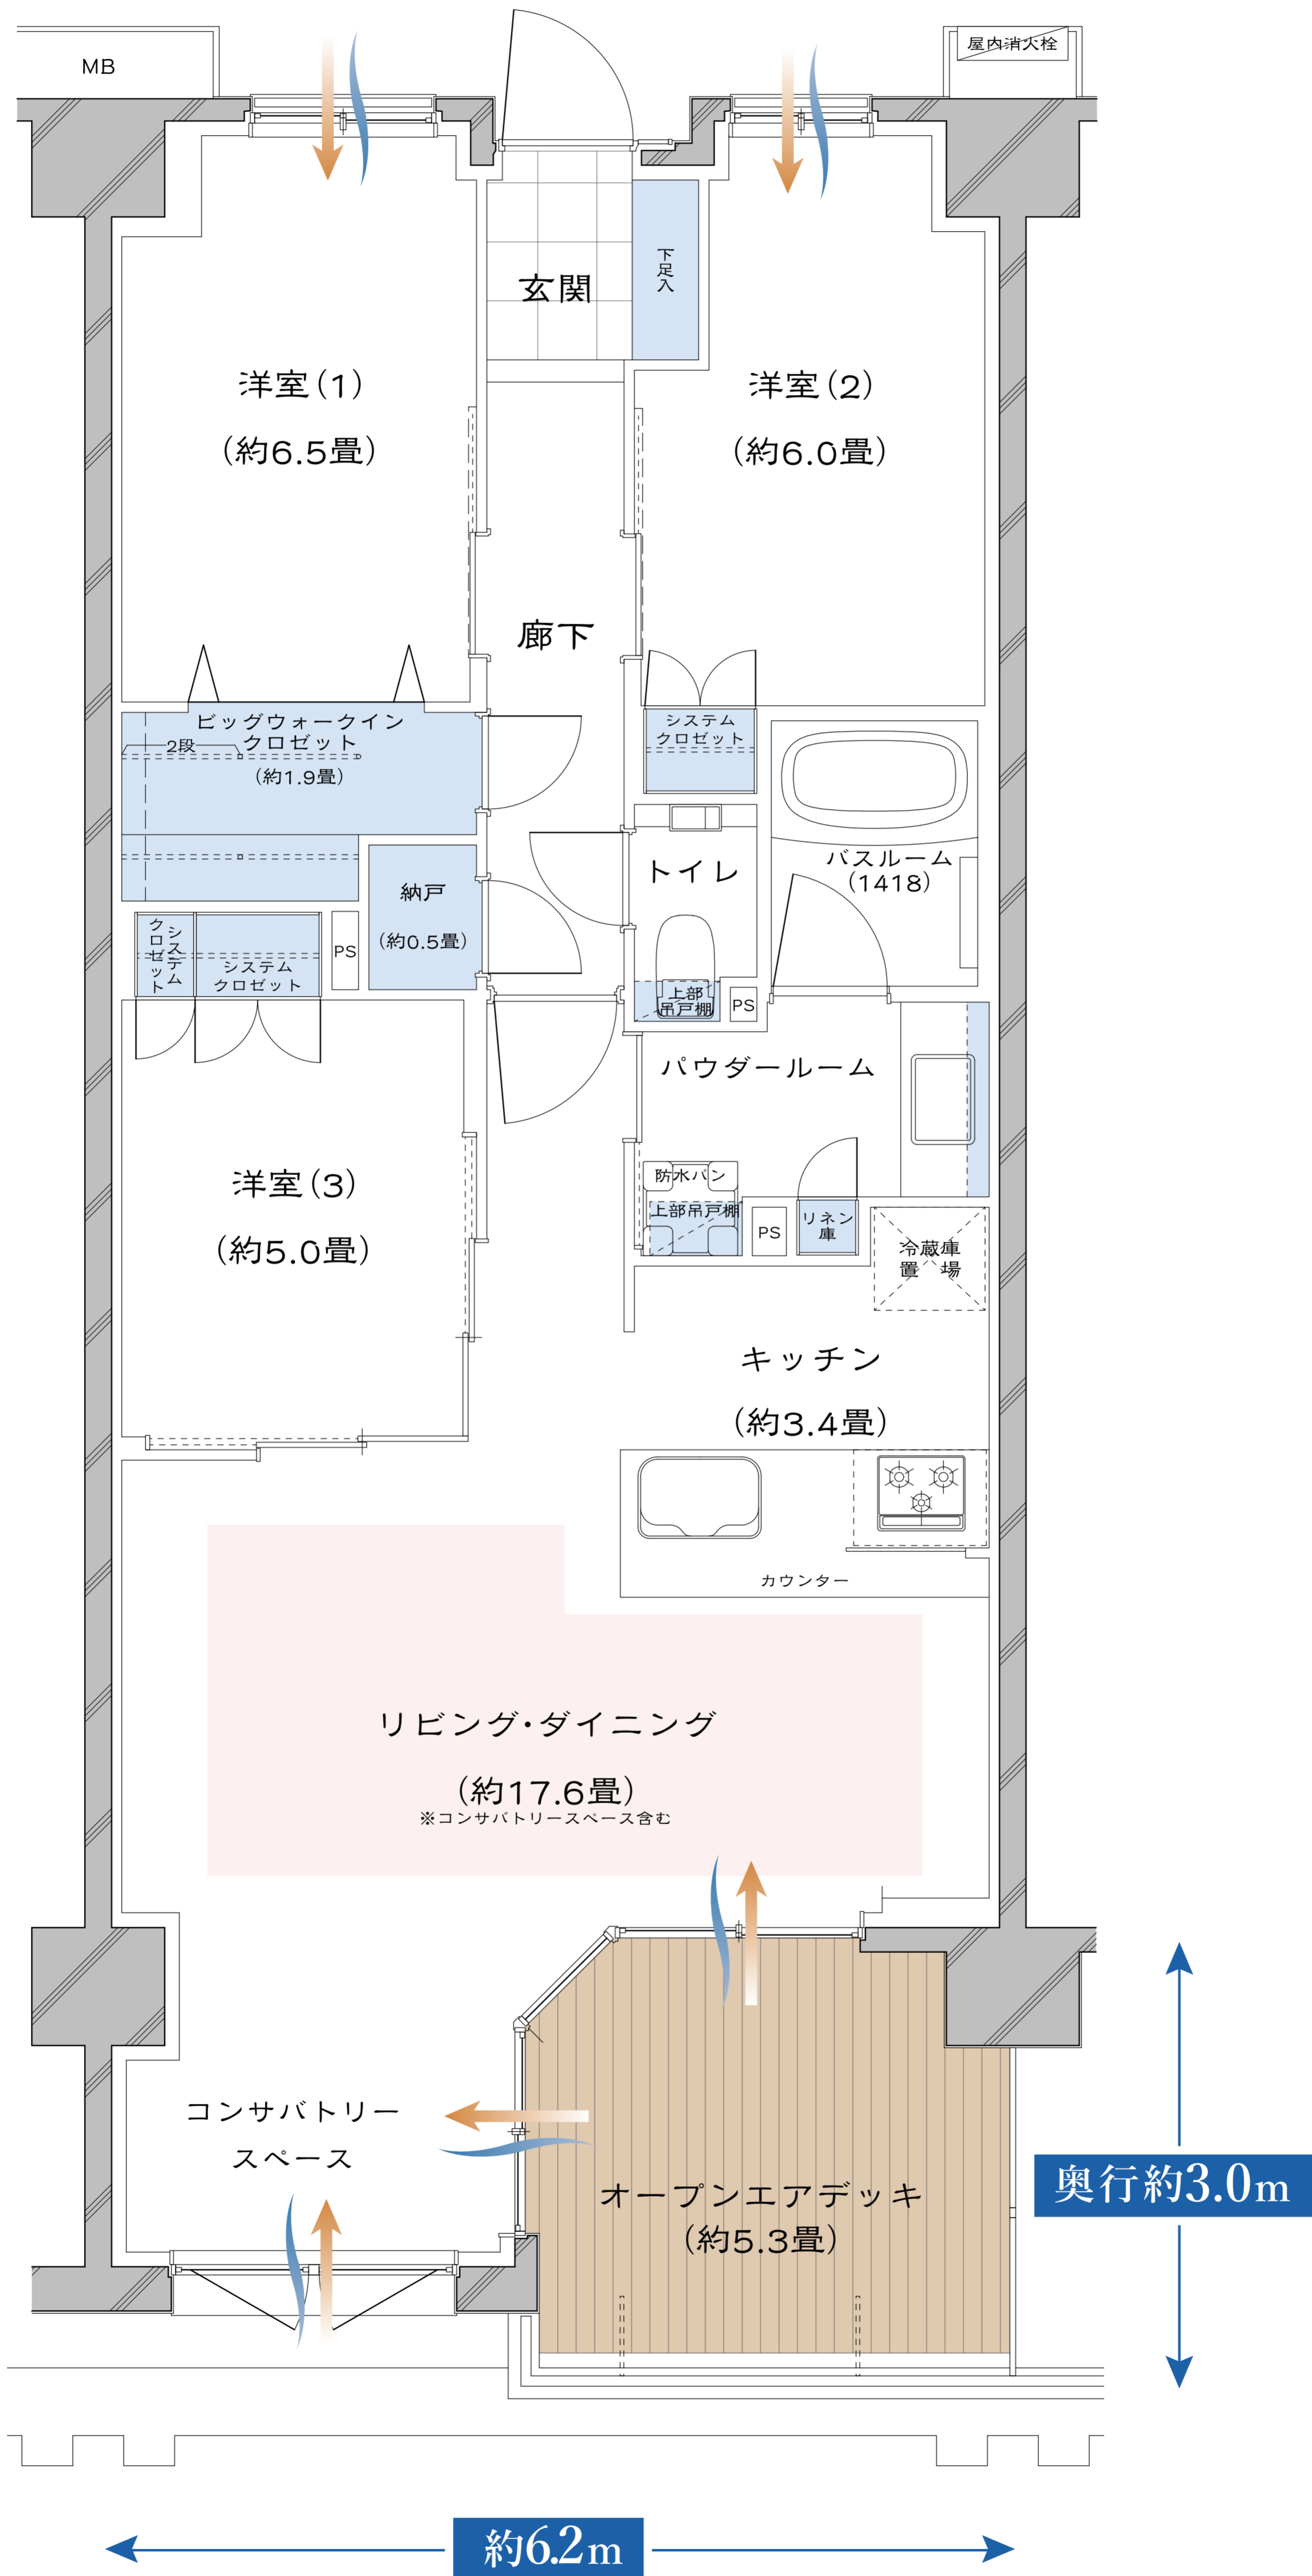 MB
屋内消火栓
玄関
下足入
洋室(1)
(約6.5畳)
洋室(2)
(約6.0畳)
廊下
ビッグウォークイン
クロゼット
2段
(約1.9畳)
システム
クロゼット
納戸
(約0.5畳)
トイレ
上部
吊戸棚
PS
バスルーム
(1418)
システム
クロゼット
システム
クロゼット
PS
パウダールーム
防水パン
上部吊戸棚
PS
リネン
庫
冷蔵庫
置 場
洋室(3)
(約5.0畳)
キッチン
(約3.4畳)
カウンター
リビング・ダイニング
(約17.6畳)
※コンサバトリースペース含む
コンサバトリー
スペース
オープンエアデッキ
(約5.3畳)
奥行約3.0m
約6.2m